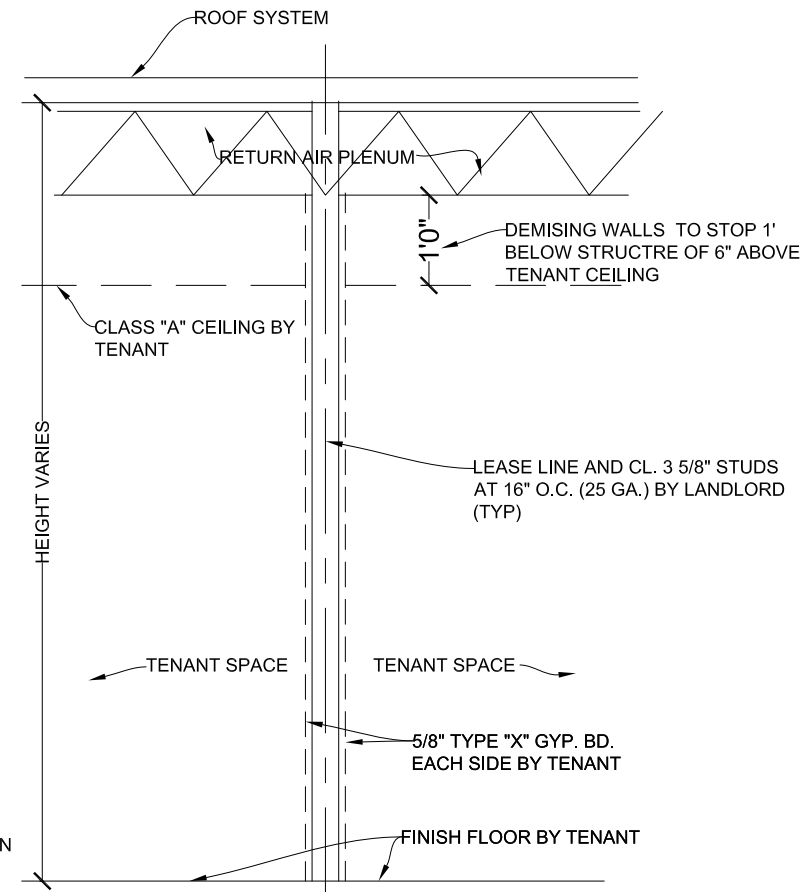 ROOF SYSTEM
RETURN AIR PLENUM
1'0"
DEMISING WALLS TO STOP 1'
BELOW STRUCTRE OF 6" ABOVE
TENANT CEILING
CLASS "A" CEILING BY
TENANT
HEIGHT VARIES
LEASE LINE AND CL. 3 5/8" STUDS
AT 16" O.C. (25 GA.) BY LANDLORD
(TYP)
TENANT SPACE
TENANT SPACE
5/8" TYPE "X" GYP. BD.
EACH SIDE BY TENANT
N
FINISH FLOOR BY TENANT